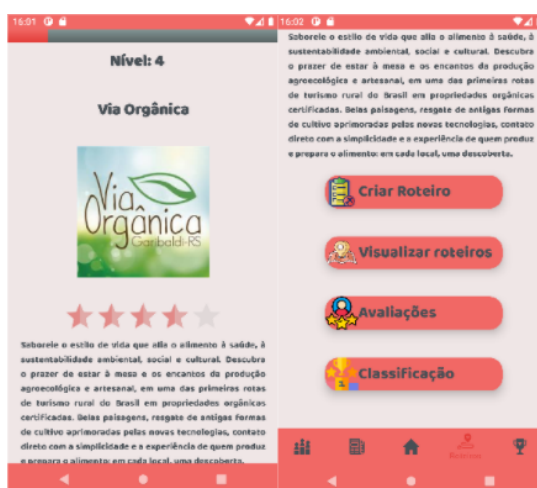 16:01
Nível: 4
Via Orgânica
Via
Orgânica
Garibaldi-RS
Saboreie o estilo de vida que alia o alimento à saúde, à
sustentabilidade ambiental, social e cultural. Descubra
o prazer de estar à mesa e os encantos da produção
agroecológica e artesanal, em uma das primeiras rotas
de turismo rural do Brasil em propriedades orgânicas
certificadas. Belas paisagens, resgate de antigas formas
de cultivo aprimoradas pelas novas tecnologias, contato
direto com a simplicidade e a experiência de quem produz
e prepara o alimento: em cada local, uma descoberta.
16:02
Saboreie o estilo de vida que alia o alimento à saúde, à
sustentabilidade ambiental, social e cultural. Descubra
o prazer de estar à mesa e os encantos da produção
agroecológica e artesanal, em uma das primeiras rotas
de turismo rural do Brasil em propriedades orgânicas
certificadas. Belas paisagens, resgate de antigas formas
de cultivo aprimoradas pelas novas tecnologias, contato
direto com a simplicidade e a experiência de quem produz
e prepara o alimento: em cada local, uma descoberta.
Criar Roteiro
Visualizar roteiros
Avaliações
Classificação